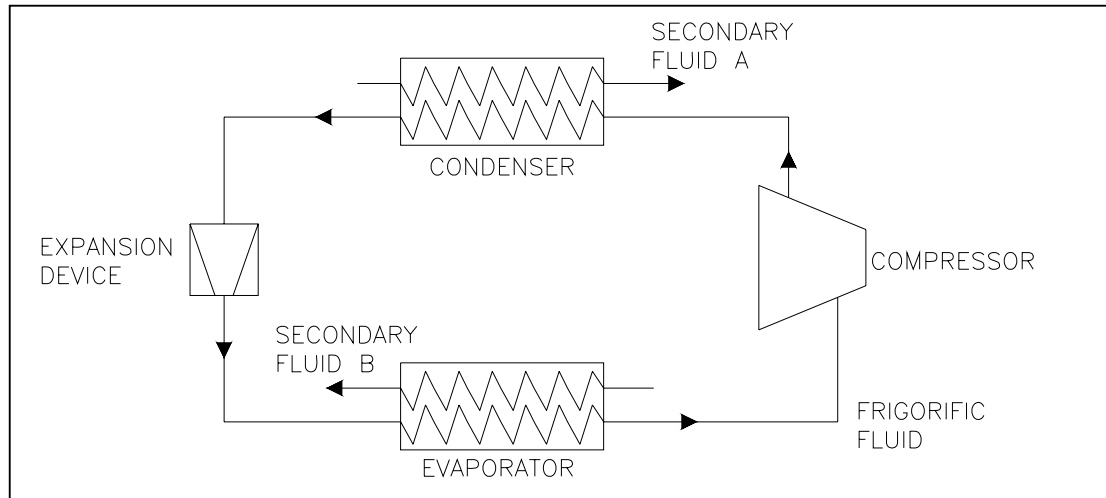 SECONDARY
FLUID A
CONDENSER
EXPANSION
DEVICE
COMPRESSOR
SECONDARY
FLUID B
FRIGORIFIC
FLUID
EVAPORATOR